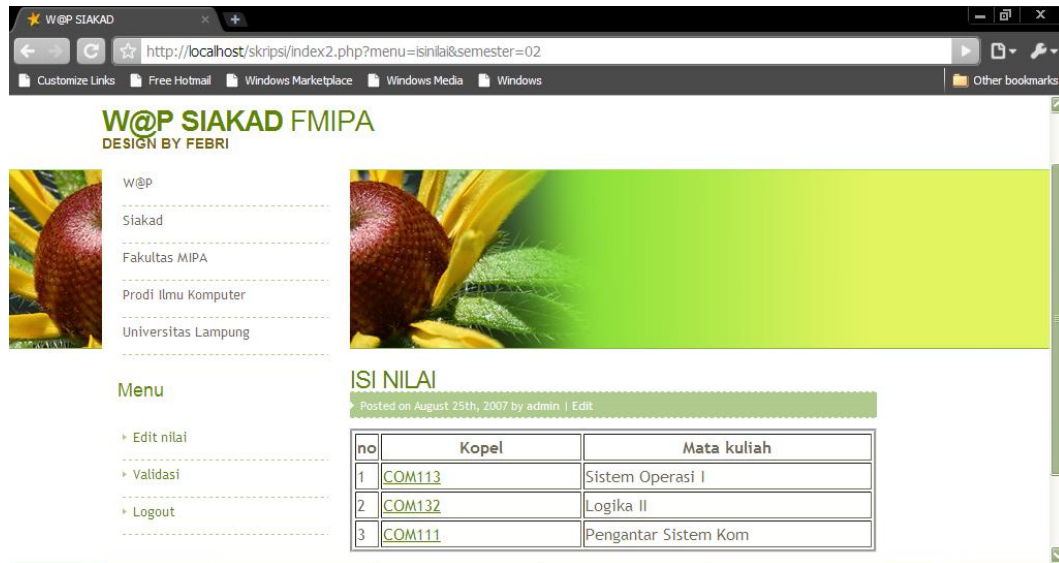 W@P SIAKAD
http://localhost/skripsi/index2.php?menu=isinilai&semester=02
Customize Links Free Hotmail Windows Marketplace Windows Media Windows Other bookmarks
W@P SIAKAD FMIPA
DESIGN BY FEBRI
W@P
Siakad
Fakultas MIPA
Prodi Ilmu Komputer
Universitas Lampung
Menu
Edit nilai
Validasi
Logout
ISI NILAI
Posted on August 25th, 2007 by admin | Edit
no Kopel Mata kuliah
1 COM113 Sistem Operasi I
2 COM132 Logika II
3 COM111 Pengantar Sistem Kom